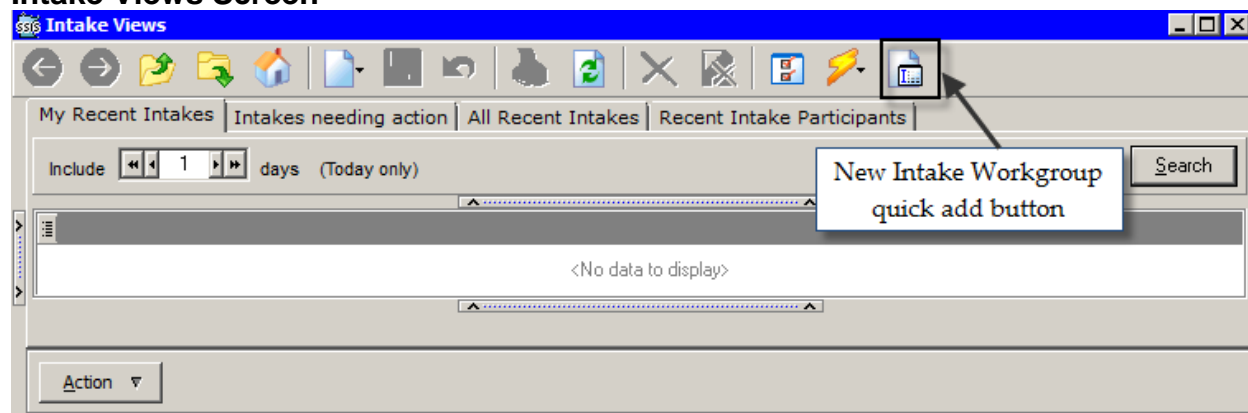 Intake Views Screen
SSIS Intake Views
My Recent Intakes Intakes needing action All Recent Intakes Recent Intake Participants
Include 1 days (Today only) Search
New Intake Workgroup
quick add button
<No data to display>
Action